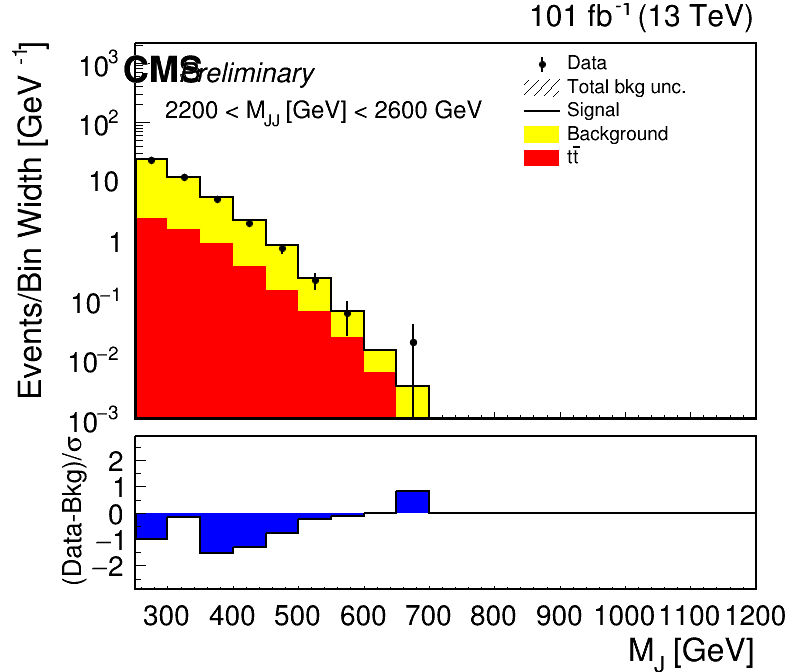 101 fb⁻¹ (13 TeV)
CMS Preliminary
2200 < M_JJ [GeV] < 2600 GeV
Data
Total bkg unc.
Signal
Background
tt̄
Events/Bin Width [GeV⁻¹]
10³
10²
10
1
10⁻¹
10⁻²
10⁻³
(Data-Bkg)/σ
2
1
0
−1
−2
300 400 500 600 700 800 900 1000 1100 1200
M_J [GeV]